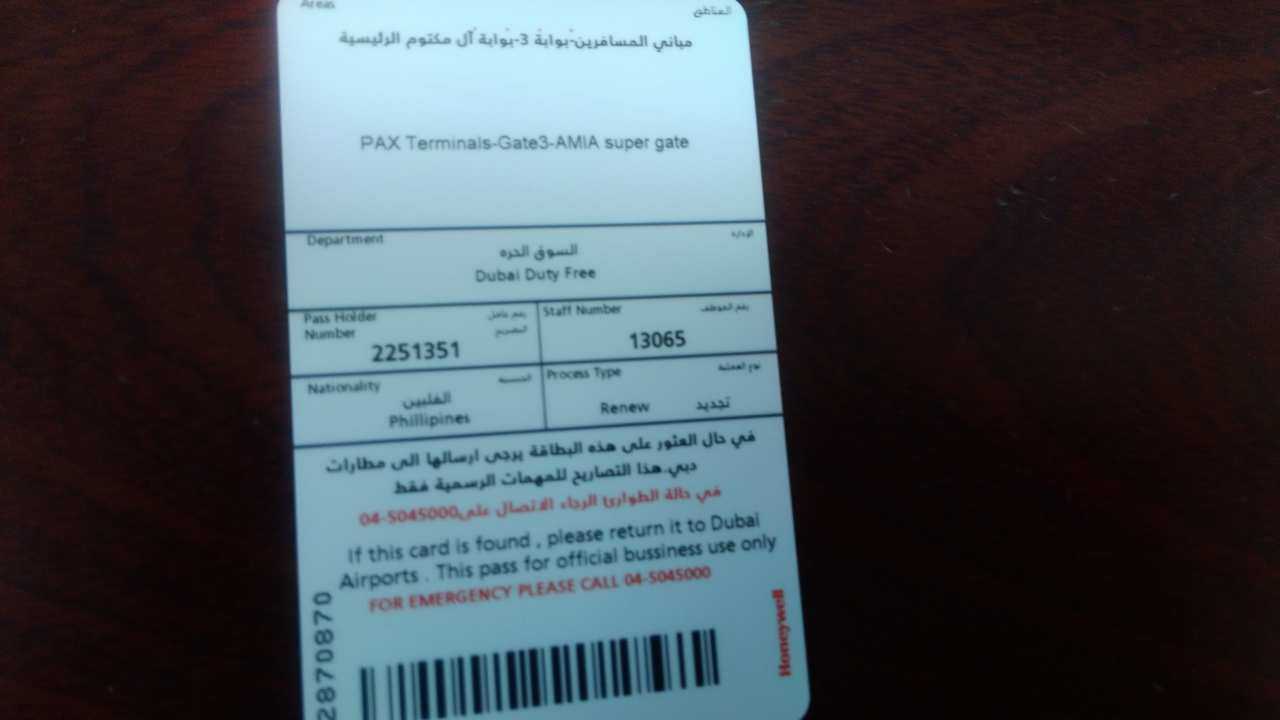 Areas المناطق
مباني المسافرين-بوابة 3-بوابة آل مكتوم الرئيسية
PAX Terminals-Gate3-AMIA super gate
Department الإدارة
السوق الحره
Dubai Duty Free
Pass Holder رقم حامل
Number التصريح
2251351
Staff Number رقم الموظف
13065
Nationality الجنسية
الفلبين
Phillipines
Process Type نوع العملية
Renew تجديد
في حال العثور على هذه البطاقة يرجى ارسالها الى مطارات
دبي.هذا التصاريح للمهمات الرسمية فقط
في حالة الطوارئ الرجاء الاتصال على04-5045000
If this card is found , please return it to Dubai
Airports . This pass for official bussiness use only
FOR EMERGENCY PLEASE CALL 04-5045000
2870870
Honeywell